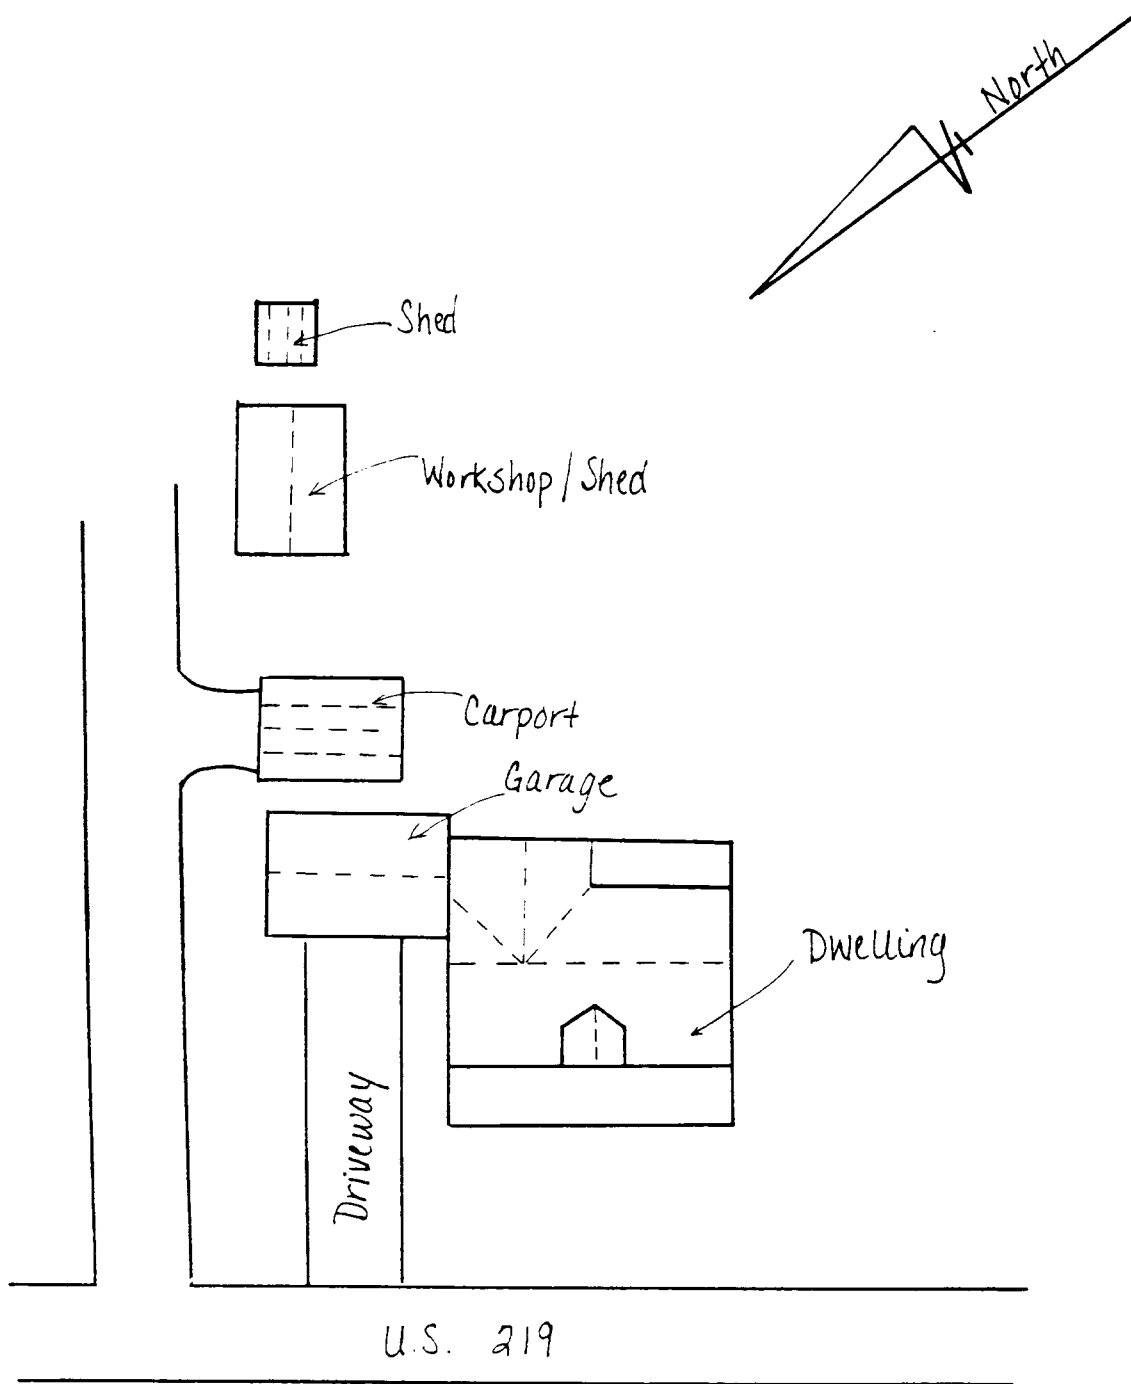 North
Shed
Workshop/Shed
Carport
Garage
Dwelling
Driveway
U.S. 219